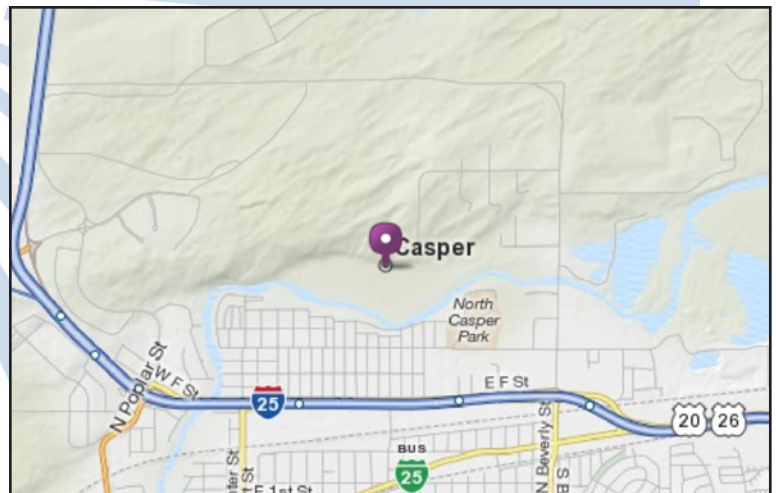 Casper
North
Casper
Park
N Poplar St
W F St
E F St
25
20 26
BUS
25
N Beverly St
E 1st St